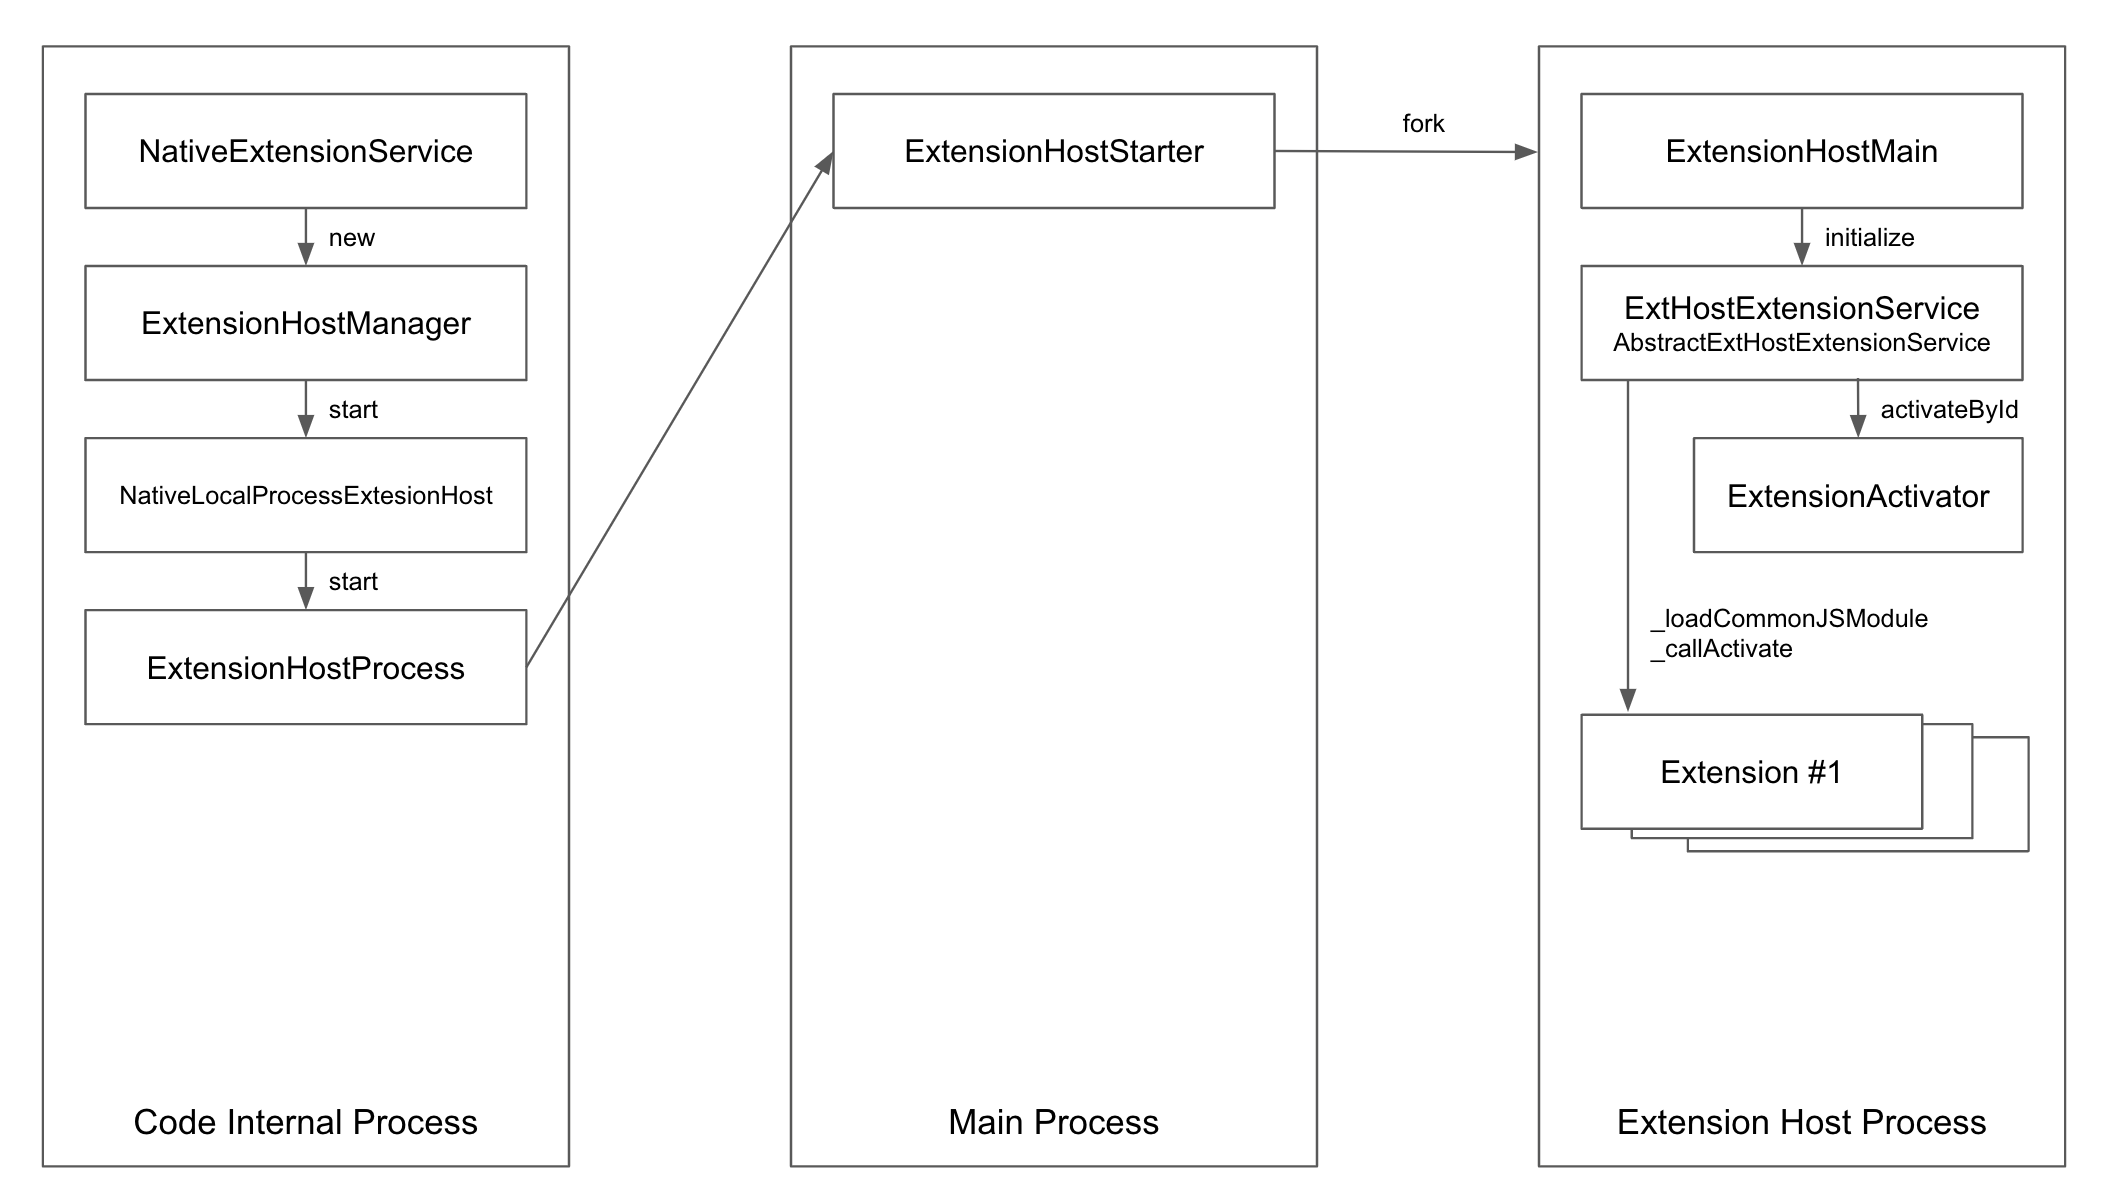 NativeExtensionService
new
ExtensionHostManager
start
NativeLocalProcessExtesionHost
start
ExtensionHostProcess
Code Internal Process
ExtensionHostStarter
Main Process
fork
ExtensionHostMain
initialize
ExtHostExtensionService
AbstractExtHostExtensionService
activateById
ExtensionActivator
_loadCommonJSModule
_callActivate
Extension #1
Extension Host Process